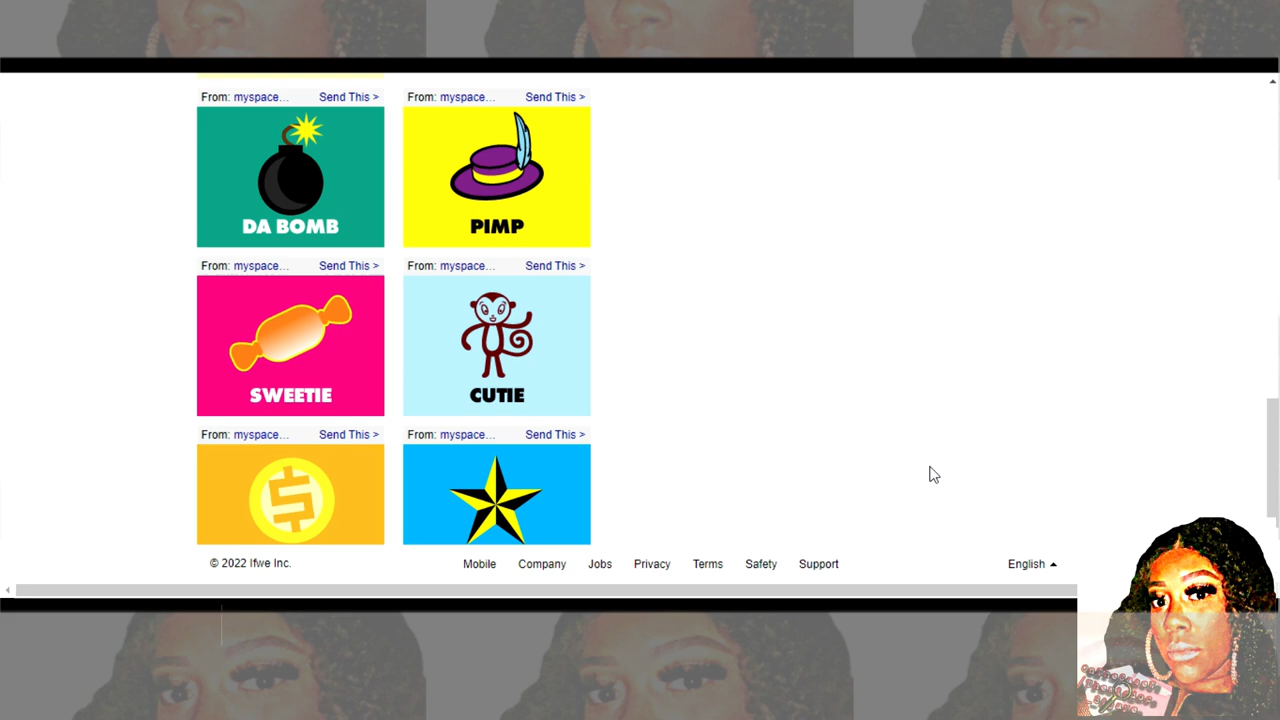 From: myspace... Send This >
From: myspace... Send This >
DA BOMB
PIMP
From: myspace... Send This >
From: myspace... Send This >
SWEETIE
CUTIE
From: myspace... Send This >
From: myspace... Send This >
© 2022 Ifwe Inc.
Mobile Company Jobs Privacy Terms Safety Support
English